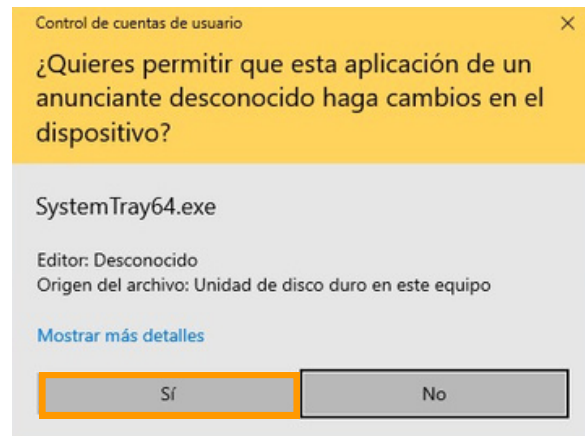 Control de cuentas de usuario
¿Quieres permitir que esta aplicación de un
anunciante desconocido haga cambios en el
dispositivo?
SystemTray64.exe
Editor: Desconocido
Origen del archivo: Unidad de disco duro en este equipo
Mostrar más detalles
Sí
No